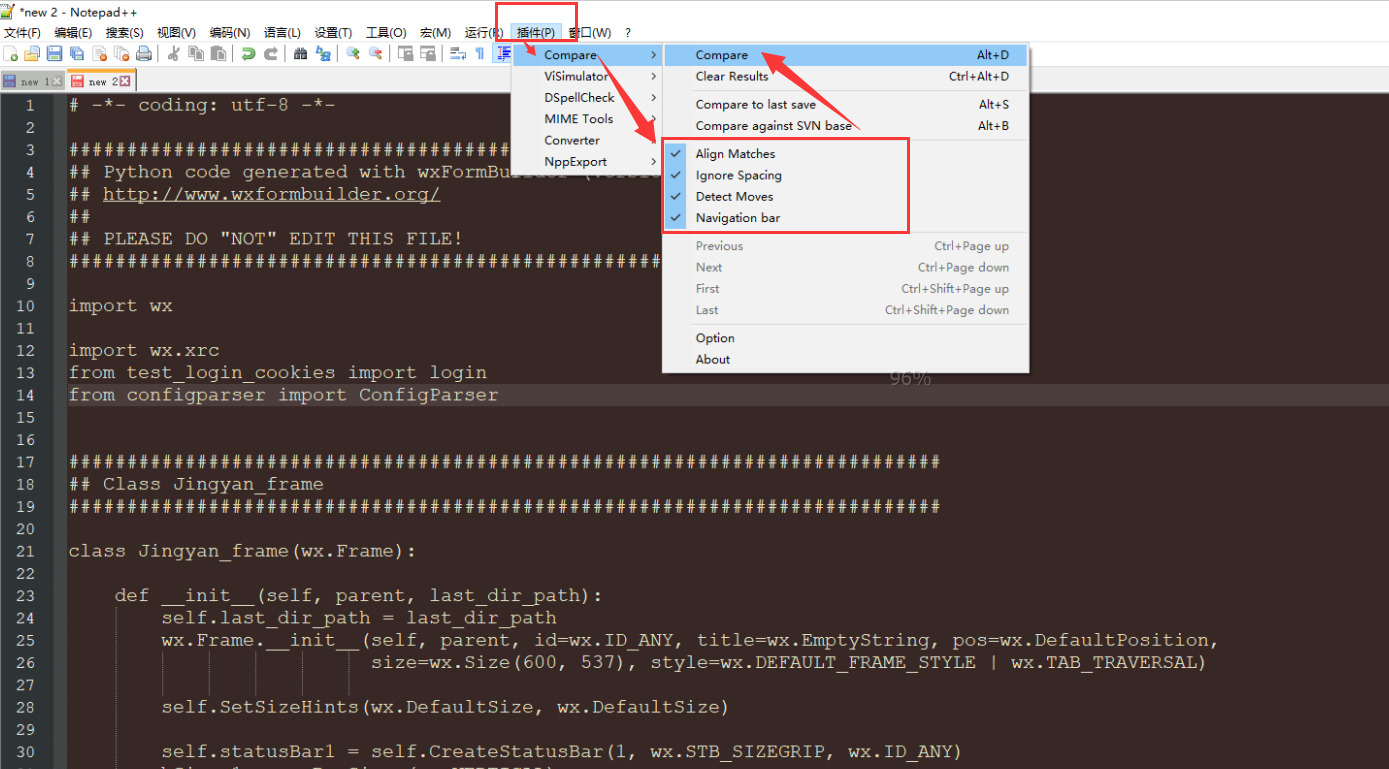 *new 2 - Notepad++
文件(F) 编辑(E) 搜索(S) 视图(V) 编码(N) 语言(L) 设置(T) 工具(O) 宏(M) 运行(R) 插件(P) 窗口(W) ?
new 1 new 2
Compare
ViSimulator
DSpellCheck
MIME Tools
Converter
NppExport
Compare Alt+D
Clear Results Ctrl+Alt+D
Compare to last save Alt+S
Compare against SVN base Alt+B
Align Matches
Ignore Spacing
Detect Moves
Navigation bar
Previous Ctrl+Page up
Next Ctrl+Page down
First Ctrl+Shift+Page up
Last Ctrl+Shift+Page down
Option
About
96%
1 # -*- coding: utf-8 -*-
2
3 ######################################
4 ## Python code generated with wxFormBuilder
5 ## http://www.wxformbuilder.org/
6 ##
7 ## PLEASE DO "NOT" EDIT THIS FILE!
8 ###################################################
9
10 import wx
11
12 import wx.xrc
13 from test_login_cookies import login
14 from configparser import ConfigParser
15
16
17 ###########################################################################
18 ## Class Jingyan_frame
19 ###########################################################################
20
21 class Jingyan_frame(wx.Frame):
22
23 def __init__(self, parent, last_dir_path):
24 self.last_dir_path = last_dir_path
25 wx.Frame.__init__(self, parent, id=wx.ID_ANY, title=wx.EmptyString, pos=wx.DefaultPosition,
26 size=wx.Size(600, 537), style=wx.DEFAULT_FRAME_STYLE | wx.TAB_TRAVERSAL)
27
28 self.SetSizeHints(wx.DefaultSize, wx.DefaultSize)
29
30 self.statusBar1 = self.CreateStatusBar(1, wx.STB_SIZEGRIP, wx.ID_ANY)